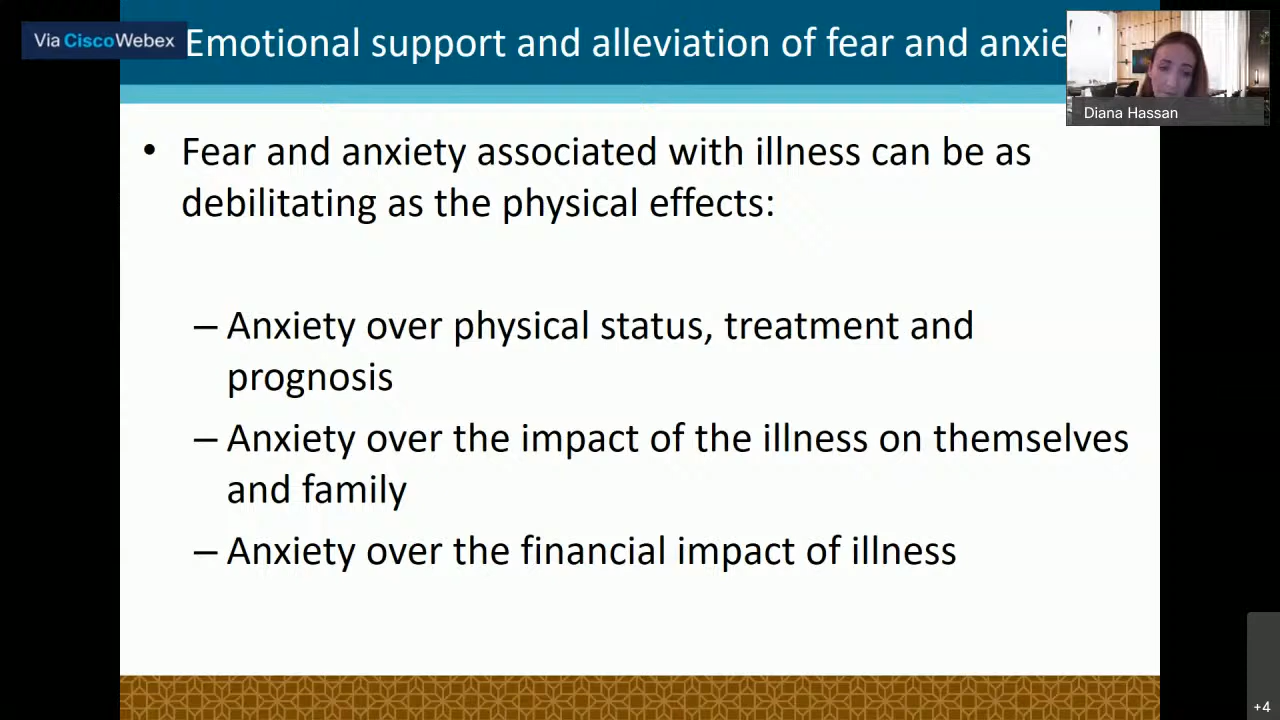 Via CiscoWebex
Emotional support and alleviation of fear and anxie
Diana Hassan
• Fear and anxiety associated with illness can be as
debilitating as the physical effects:
– Anxiety over physical status, treatment and
prognosis
– Anxiety over the impact of the illness on themselves
and family
– Anxiety over the financial impact of illness
+4